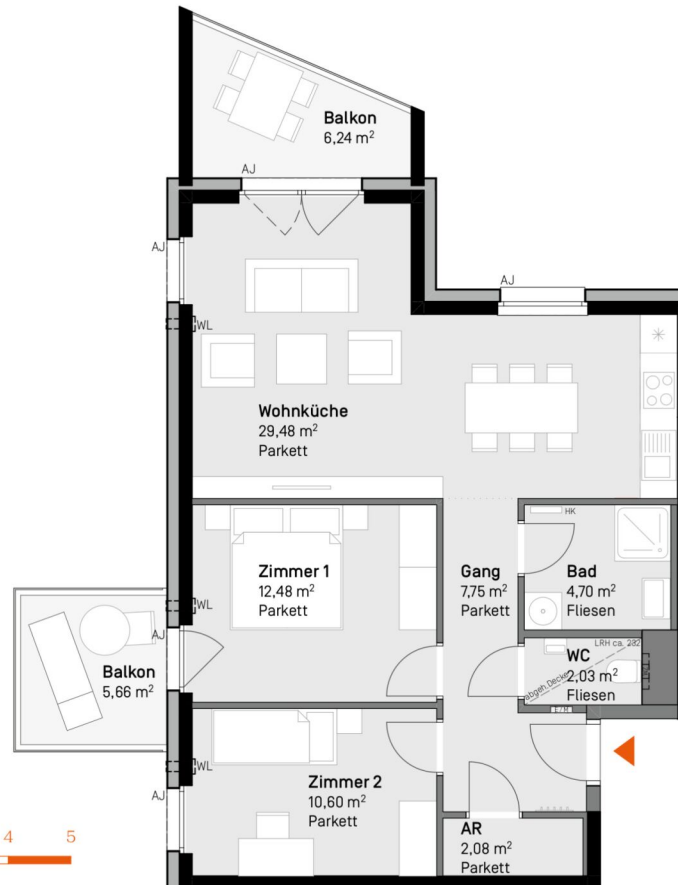 Balkon
6,24 m²
AJ
AJ
AJ
WL
Wohnküche
29,48 m²
Parkett
HK
Zimmer 1
12,48 m²
Parkett
Gang
7,75 m²
Parkett
Bad
4,70 m²
Fliesen
WL
AJ
LRH ca. 232
WC
2,03 m²
Fliesen
abgeh.Decke
Balkon
5,66 m²
E/M
WL
AJ
Zimmer 2
10,60 m²
Parkett
AR
2,08 m²
Parkett
4 5